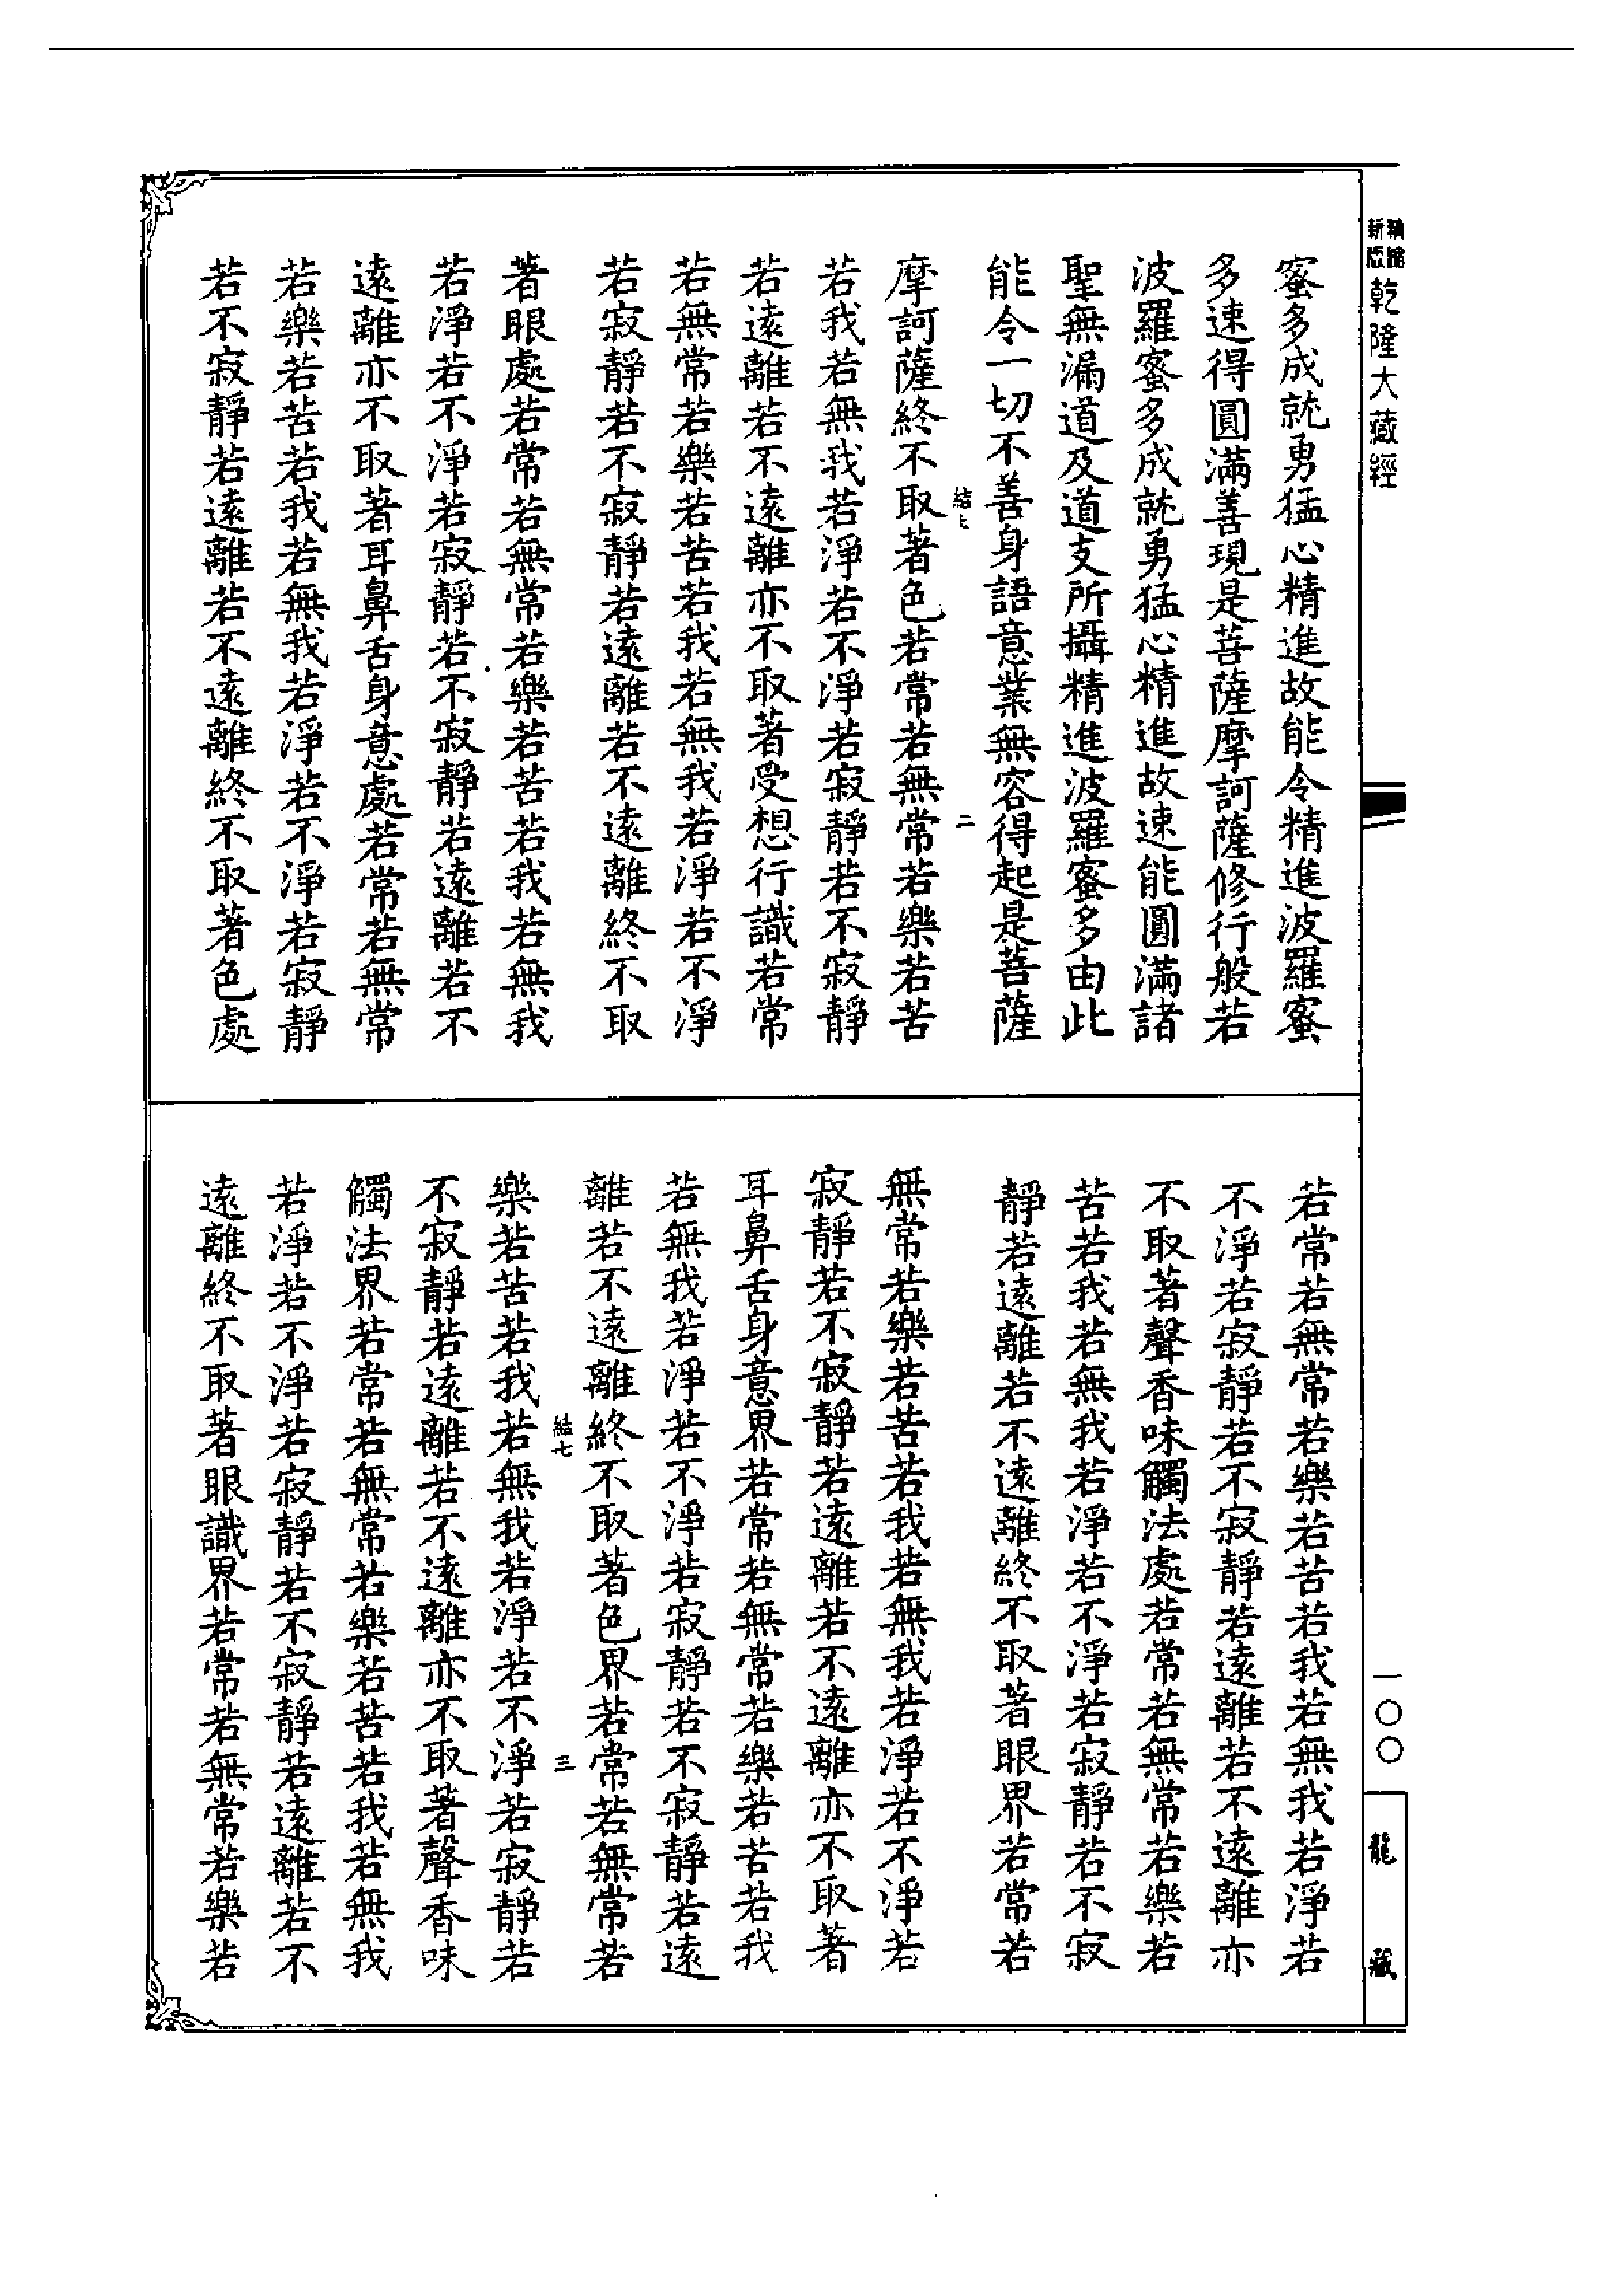 乾隆大藏經
一〇〇
龍藏
蜜多成就勇猛心精進故能令精進波羅蜜
多速得圓滿善現是菩薩摩訶薩修行般若
波羅蜜多成就勇猛心精進故速能圓滿諸
聖無漏道及道支所攝精進波羅蜜多由此
能令一切不善身語意業無容得起是菩薩
結七 二
摩訶薩終不取著色若常若無常若樂若苦
若我若無我若淨若不淨若寂靜若不寂靜
若遠離若不遠離亦不取著受想行識若常
若無常若樂若苦若我若無我若淨若不淨
若寂靜若不寂靜若遠離若不遠離終不取
著眼處若常若無常若樂若苦若我若無我
若淨若不淨若寂靜若不寂靜若遠離若不
遠離亦不取著耳鼻舌身意處若常若無常
若樂若苦若我若無我若淨若不淨若寂靜
若不寂靜若遠離若不遠離終不取著色處
若常若無常若樂若苦若我若無我若淨若
不淨若寂靜若不寂靜若遠離若不遠離亦
不取著聲香味觸法處若常若無常若樂若
苦若我若無我若淨若不淨若寂靜若不寂
靜若遠離若不遠離終不取著眼界若常若
無常若樂若苦若我若無我若淨若不淨若
寂靜若不寂靜若遠離若不遠離亦不取著
耳鼻舌身意界若常若無常若樂若苦若我
若無我若淨若不淨若寂靜若不寂靜若遠
離若不遠離終不取著色界若常若無常若
結七 三
樂若苦若我若無我若淨若不淨若寂靜若
不寂靜若遠離若不遠離亦不取著聲香味
觸法界若常若無常若樂若苦若我若無我
若淨若不淨若寂靜若不寂靜若遠離若不
遠離終不取著眼識界若常若無常若樂若